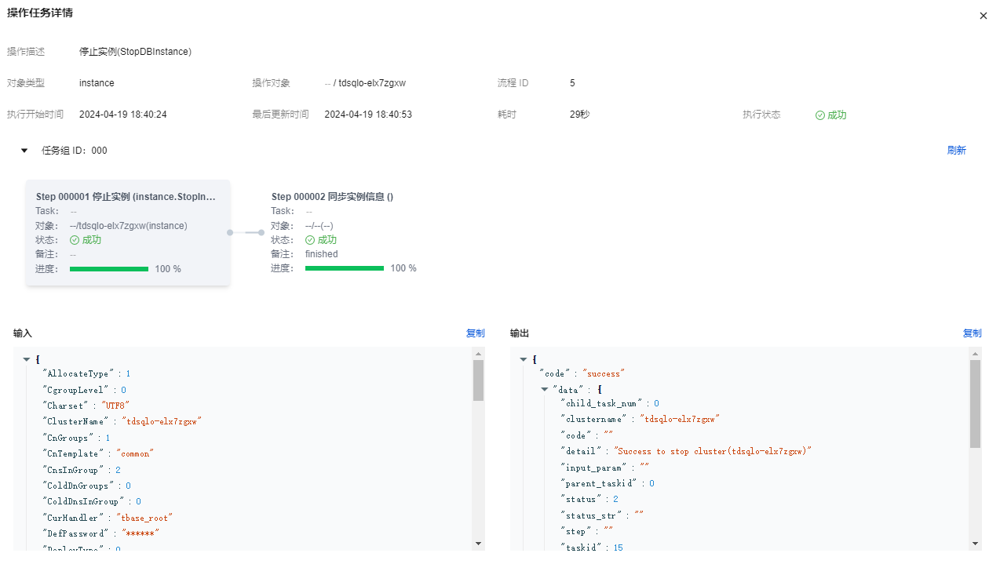 操作任务详情
操作描述 停止实例(StopDBInstance)
对象类型 instance 操作对象 -- / tdsqlo-elx7zgxw 流程 ID 5
执行开始时间 2024-04-19 18:40:24 最后更新时间 2024-04-19 18:40:53 耗时 29秒 执行状态 成功
任务组 ID：000 刷新
Step 000001 停止实例 (instance.StopIn...
Task： --
对象： --/tdsqlo-elx7zgxw(instance)
状态： 成功
备注： --
进度： 100 %
Step 000002 同步实例信息 ()
Task： --
对象： --/--(--)
状态： 成功
备注： finished
进度： 100 %
输入 复制
{
"AllocateType" : 1
"CgroupLevel" : 0
"Charset" : "UTF8"
"ClusterName" : "tdsqlo-elx7zgxw"
"CnGroups" : 1
"CnTemplate" : "common"
"CnsInGroup" : 2
"ColdDnGroups" : 0
"ColdDnsInGroup" : 0
"CurHandler" : "tbase_root"
"DefPassword" : "******"
"DeployType" : 0
输出 复制
{
"code" : "success"
"data" : {
"child_task_num" : 0
"clustername" : "tdsqlo-elx7zgxw"
"code" : ""
"detail" : "Success to stop cluster(tdsqlo-elx7zgxw)"
"input_param" : ""
"parent_taskid" : 0
"status" : 2
"status_str" : ""
"step" : ""
"taskid" : 15